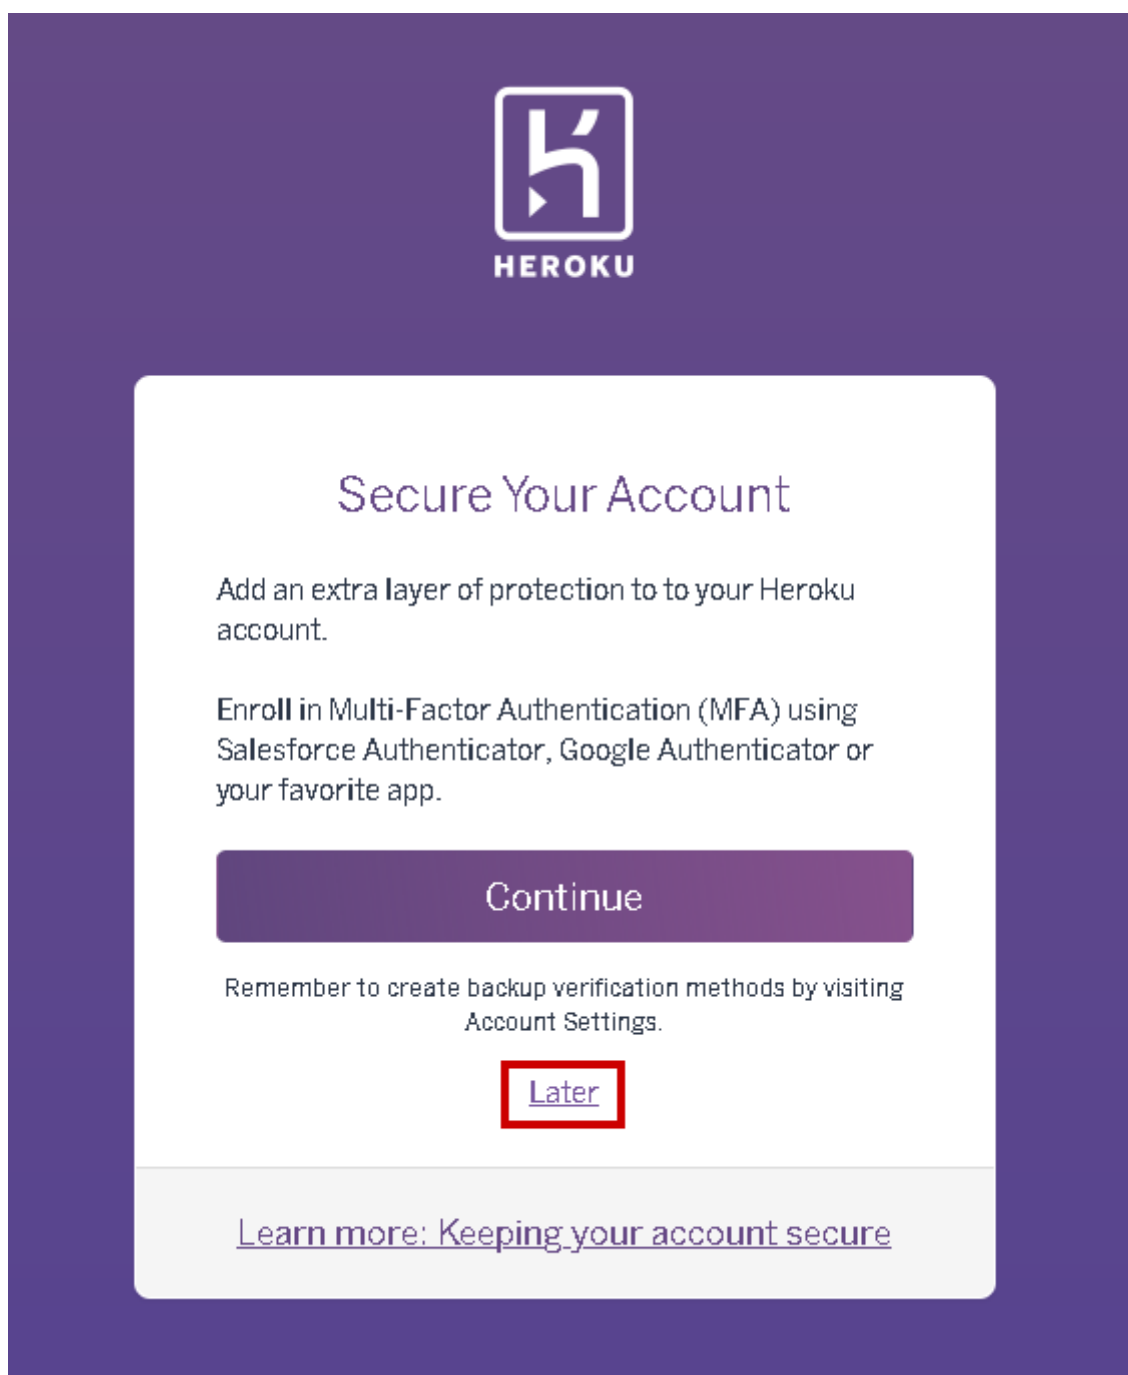 HEROKU
Secure Your Account
Add an extra layer of protection to to your Heroku
account.
Enroll in Multi-Factor Authentication (MFA) using
Salesforce Authenticator, Google Authenticator or
your favorite app.
Continue
Remember to create backup verification methods by visiting
Account Settings.
Later
Learn more: Keeping your account secure